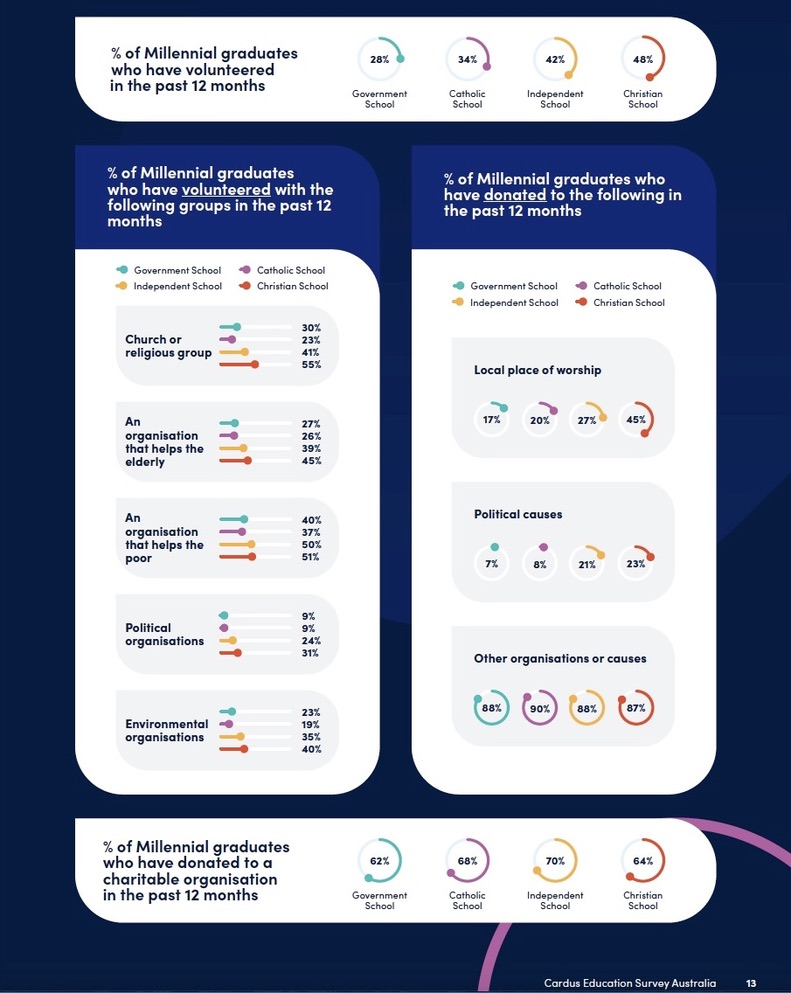 % of Millennial graduates
who have volunteered
in the past 12 months
28%
34%
42%
48%
Government
School
Catholic
School
Independent
School
Christian
School
% of Millennial graduates
who have volunteered with the
following groups in the past 12
months
Government School
Catholic School
Independent School
Christian School
Church or
religious group
30%
23%
41%
55%
An
organisation
that helps the
elderly
27%
26%
39%
45%
An
organisation
that helps the
poor
40%
37%
50%
51%
Political
organisations
9%
9%
24%
31%
Environmental
organisations
23%
19%
35%
40%
% of Millennial graduates who
have donated to the following in
the past 12 months
Government School
Catholic School
Independent School
Christian School
Local place of worship
17%
20%
27%
45%
Political causes
7%
8%
21%
23%
Other organisations or causes
88%
90%
88%
87%
% of Millennial graduates
who have donated to a
charitable organisation
in the past 12 months
62%
68%
70%
64%
Government
School
Catholic
School
Independent
School
Christian
School
Cardus Education Survey Australia 13